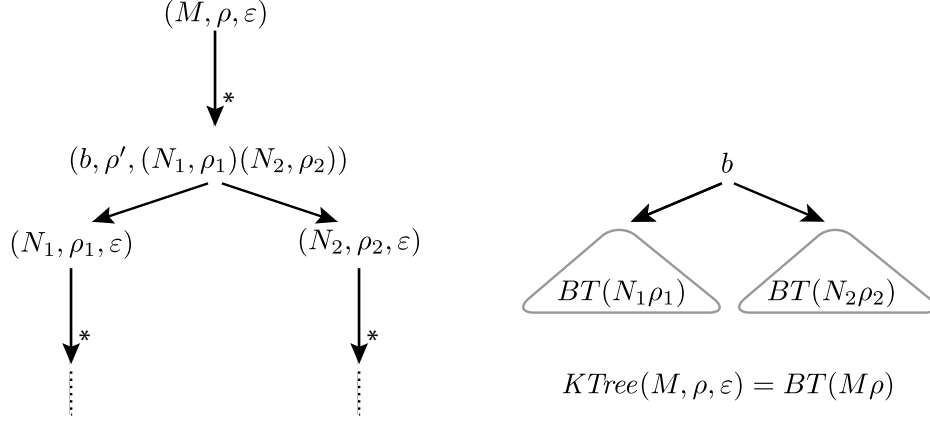 (M, ρ, ε)
*
(b, ρ′, (N₁, ρ₁)(N₂, ρ₂))
(N₁, ρ₁, ε)
(N₂, ρ₂, ε)
*
*
b
BT(N₁ρ₁)
BT(N₂ρ₂)
KTree(M, ρ, ε) = BT(Mρ)